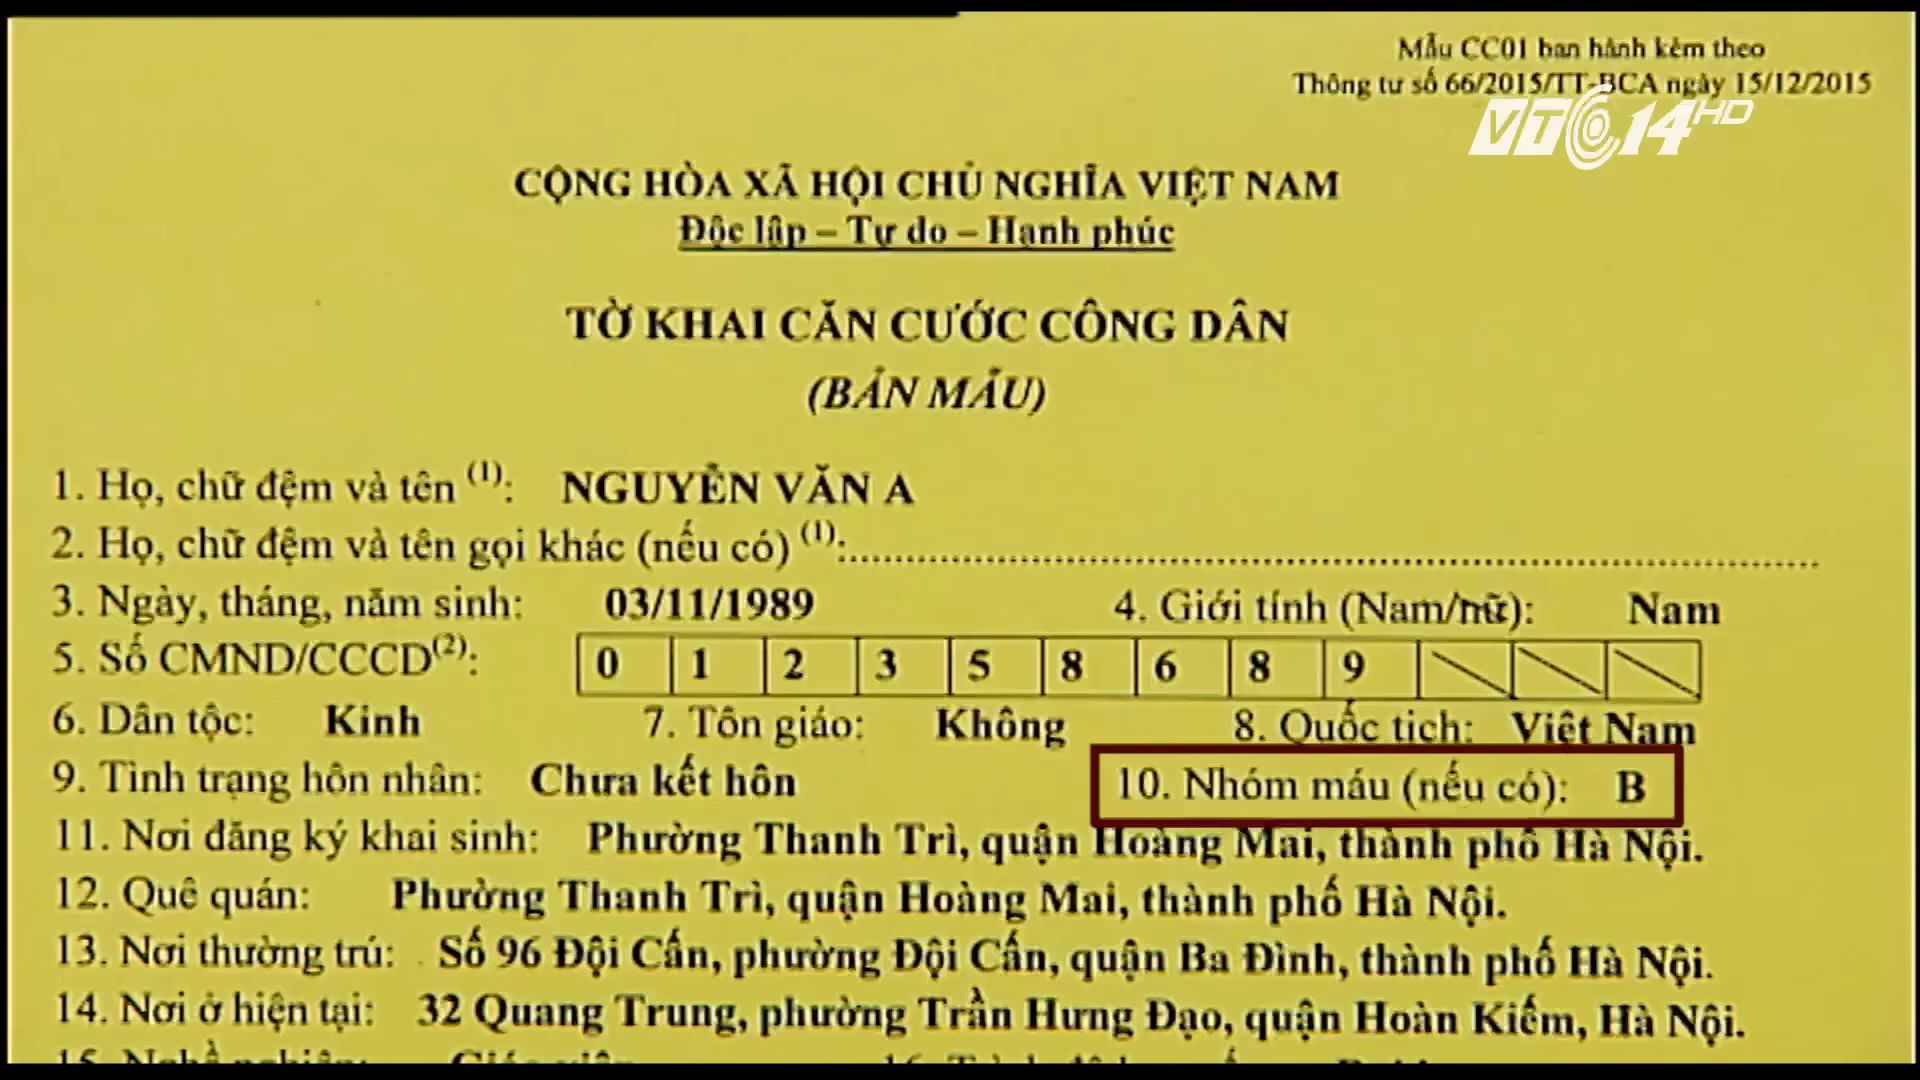 Mẫu CC01 ban hành kèm theo
Thông tư số 66/2015/TT-BCA ngày 15/12/2015
VTC14 HD
CỘNG HÒA XÃ HỘI CHỦ NGHĨA VIỆT NAM
Độc lập – Tự do – Hạnh phúc
TỜ KHAI CĂN CƯỚC CÔNG DÂN
(BẢN MẪU)
1. Họ, chữ đệm và tên (1): NGUYỄN VĂN A
2. Họ, chữ đệm và tên gọi khác (nếu có) (1):
3. Ngày, tháng, năm sinh: 03/11/1989 4. Giới tính (Nam/nữ): Nam
5. Số CMND/CCCD(2): 0 1 2 3 5 8 6 8 9
6. Dân tộc: Kinh 7. Tôn giáo: Không 8. Quốc tịch: Việt Nam
9. Tình trạng hôn nhân: Chưa kết hôn 10. Nhóm máu (nếu có): B
11. Nơi đăng ký khai sinh: Phường Thanh Trì, quận Hoàng Mai, thành phố Hà Nội.
12. Quê quán: Phường Thanh Trì, quận Hoàng Mai, thành phố Hà Nội.
13. Nơi thường trú: Số 96 Đội Cấn, phường Đội Cấn, quận Ba Đình, thành phố Hà Nội.
14. Nơi ở hiện tại: 32 Quang Trung, phường Trần Hưng Đạo, quận Hoàn Kiếm, Hà Nội.
15. Nghề nghiệp: Giáo viên